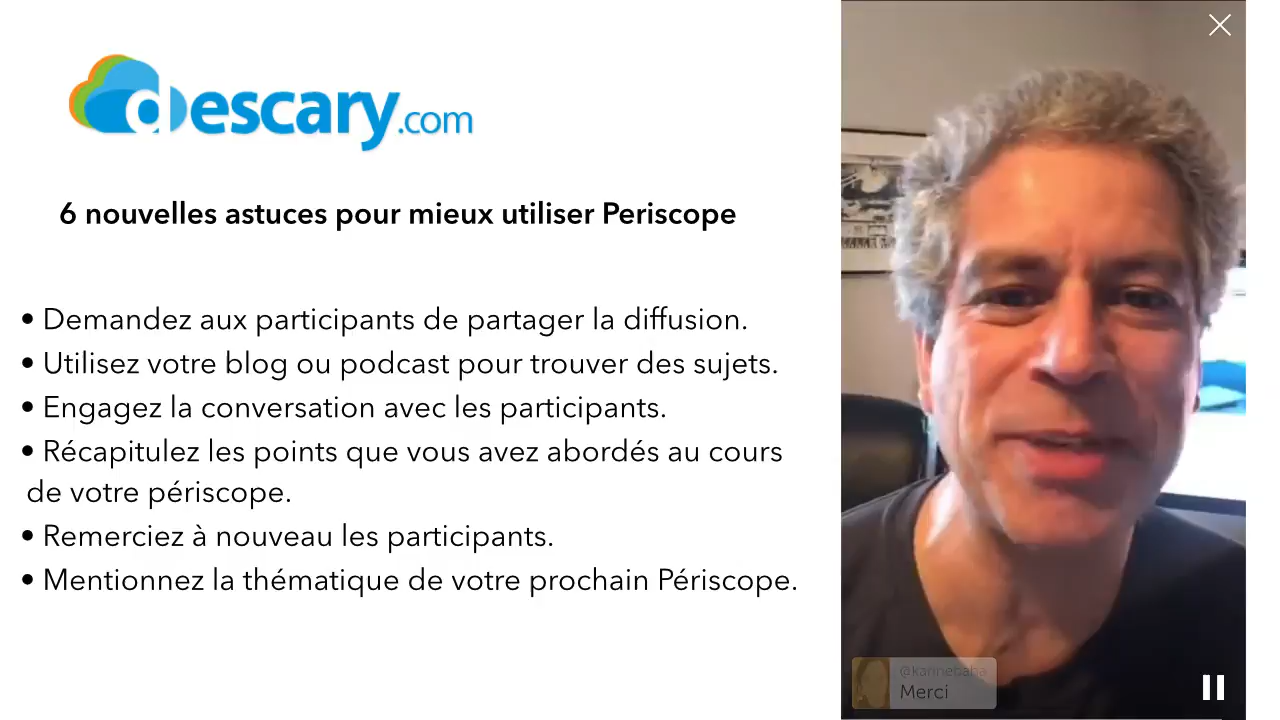 descary.com
6 nouvelles astuces pour mieux utiliser Periscope
• Demandez aux participants de partager la diffusion.
• Utilisez votre blog ou podcast pour trouver des sujets.
• Engagez la conversation avec les participants.
• Récapitulez les points que vous avez abordés au cours
de votre périscope.
• Remerciez à nouveau les participants.
• Mentionnez la thématique de votre prochain Périscope.
Merci